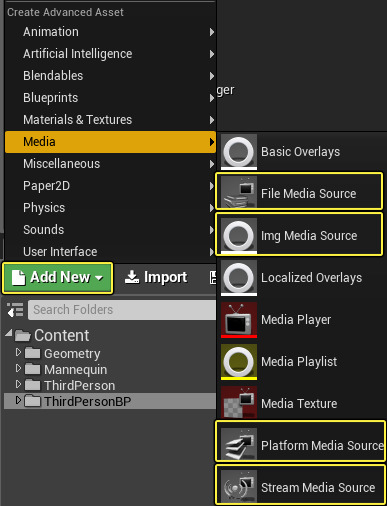 Create Advanced Asset
Animation
Artificial Intelligence
Blendables
Blueprints
ger
Materials & Textures
Media
Miscellaneous
Paper2D
Physics
Sounds
User Interface
Basic Overlays
File Media Source
Img Media Source
Localized Overlays
Media Player
Media Playlist
Media Texture
Platform Media Source
Stream Media Source
Add New
Import
Search Folders
Content
Geometry
Mannequin
ThirdPerson
ThirdPersonBP